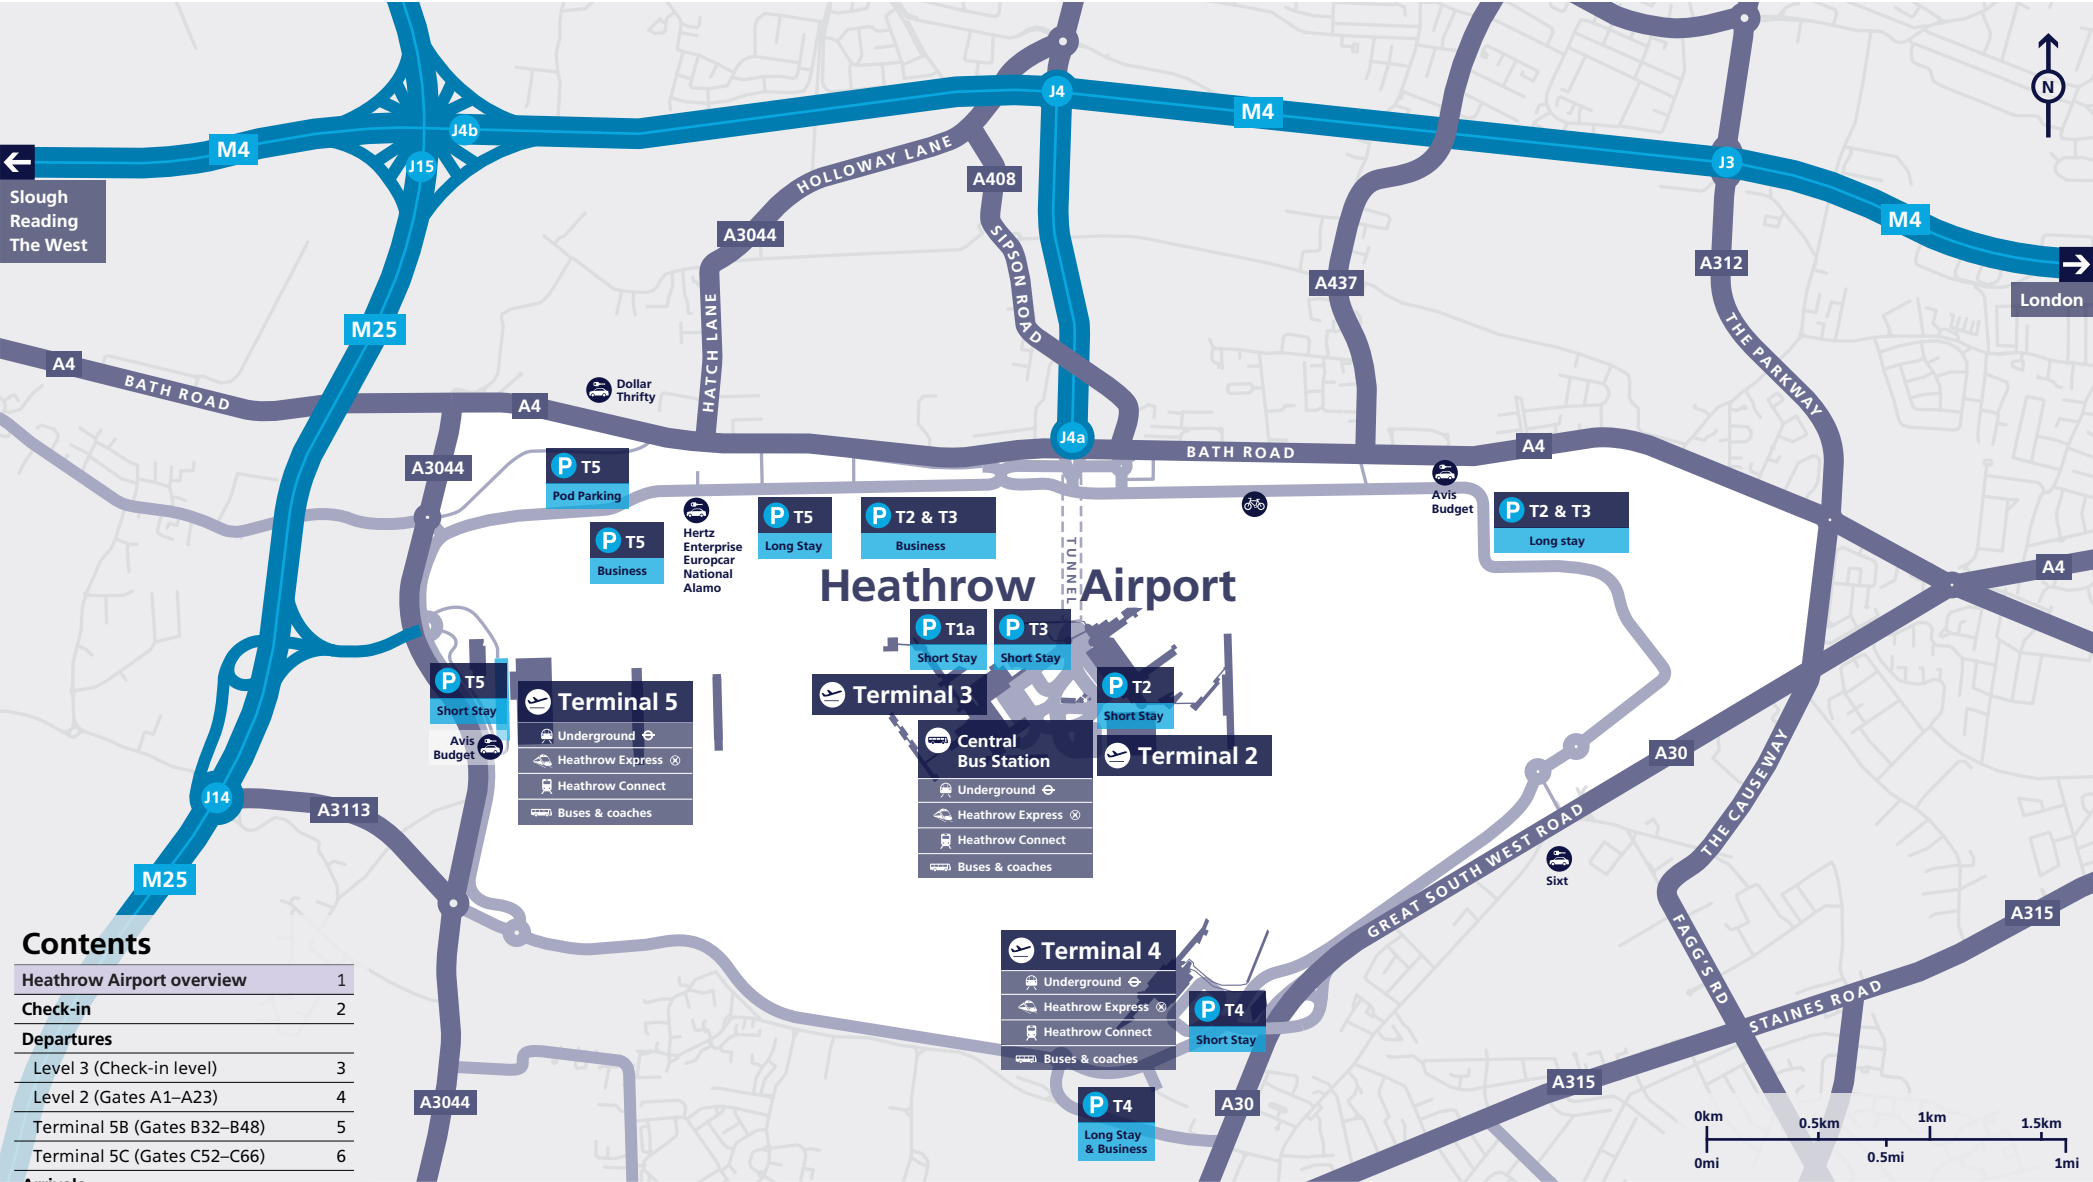 N
J4
M4
J4b
M4
J15
J3
Slough
Reading
The West
HOLLOWAY LANE
A408
M4
A3044
SIPSON ROAD
A312
A437
London
M25
HATCH LANE
THE PARKWAY
A4
BATH ROAD
Dollar
Thrifty
A4
J4a
BATH ROAD
A4
A3044
P T5
Pod Parking
Avis
Budget
P T5
Long Stay
P T2 & T3
Business
P T2 & T3
Long stay
P T5
Business
Hertz
Enterprise
Europcar
National
Alamo
TUNNEL
Heathrow Airport
A4
P T1a
Short Stay
P T3
Short Stay
P T5
Short Stay
Avis
Budget
Terminal 5
Underground
Heathrow Express
Heathrow Connect
Buses & coaches
Terminal 3
P T2
Short Stay
Terminal 2
Central
Bus Station
Underground
Heathrow Express
Heathrow Connect
Buses & coaches
A30
THE CAUSEWAY
J14
A3113
GREAT SOUTH WEST ROAD
Sixt
M25
A315
FAGG'S RD
STAINES ROAD
Terminal 4
Underground
Heathrow Express
Heathrow Connect
Buses & coaches
P T4
Short Stay
A315
A3044
P T4
Long Stay
& Business
A30
Contents
Heathrow Airport overview 1
Check-in 2
Departures
Level 3 (Check-in level) 3
Level 2 (Gates A1–A23) 4
Terminal 5B (Gates B32–B48) 5
Terminal 5C (Gates C52–C66) 6
0km 0.5km 1km 1.5km
0mi 0.5mi 1mi